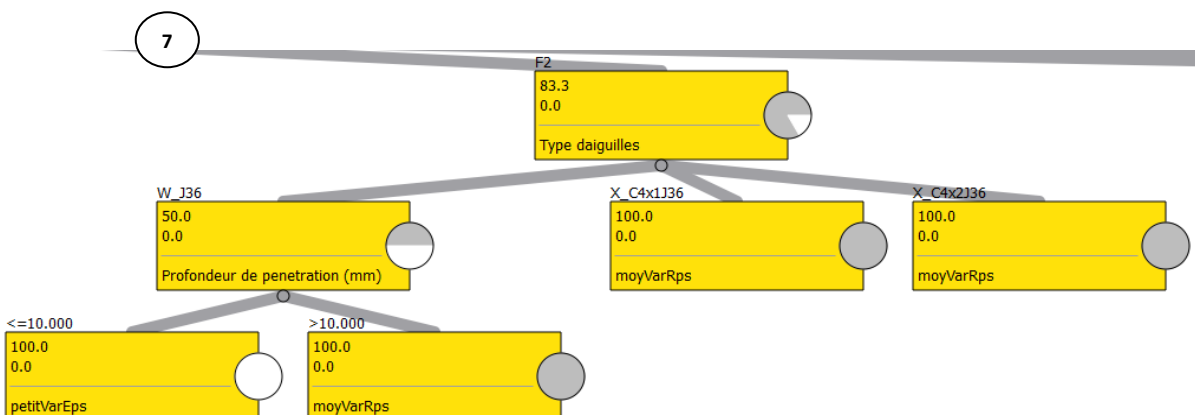 7
F2
83.3
0.0
Type daiguilles
W_J36
50.0
0.0
Profondeur de penetration (mm)
X_C4x1J36
100.0
0.0
moyVarRps
X_C4x2J36
100.0
0.0
moyVarRps
<=10.000
100.0
0.0
petitVarEps
>10.000
100.0
0.0
moyVarRps